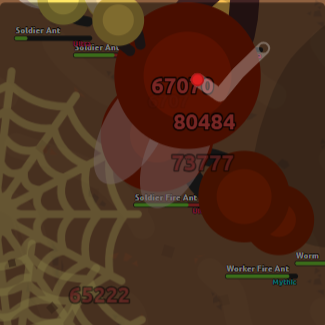 Soldier Ant
Soldier Ant
67070
80484
73777
Soldier Fire Ant
Worm
Worker Fire Ant
Mythic
65222